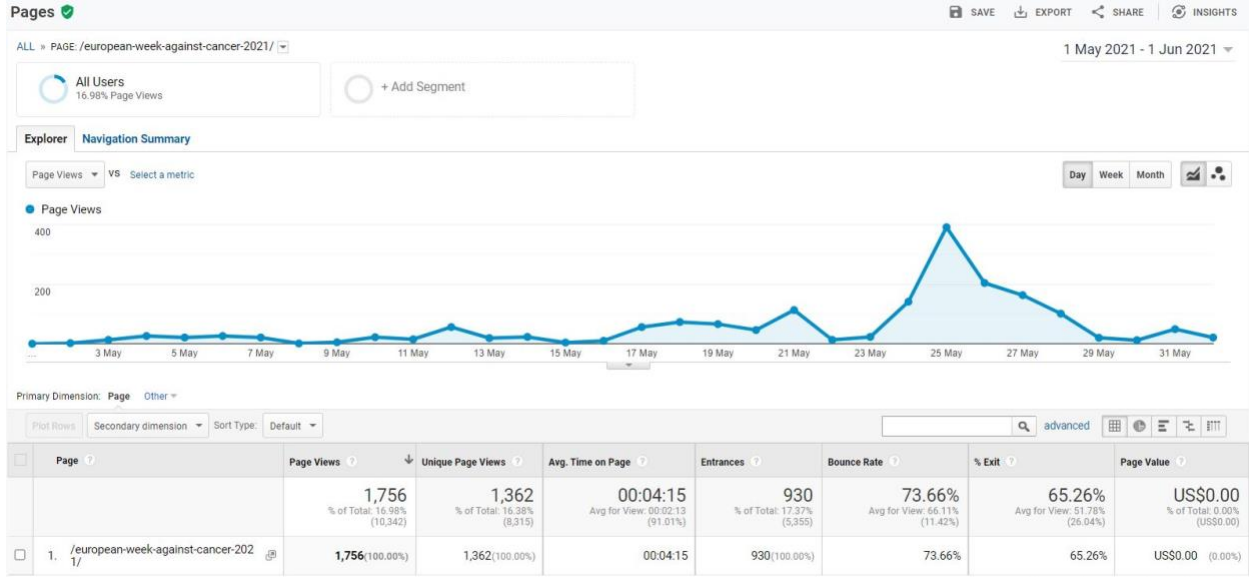 Pages
SAVE EXPORT SHARE INSIGHTS
ALL » PAGE: /european-week-against-cancer-2021/
1 May 2021 - 1 Jun 2021
All Users
16.98% Page Views
+ Add Segment
Explorer Navigation Summary
Page Views VS Select a metric
Day Week Month
Page Views
400
200
... 3 May 5 May 7 May 9 May 11 May 13 May 15 May 17 May 19 May 21 May 23 May 25 May 27 May 29 May 31 May
Primary Dimension: Page Other
Plot Rows Secondary dimension Sort Type: Default advanced
Page ? Page Views ? Unique Page Views ? Avg. Time on Page ? Entrances ? Bounce Rate ? % Exit ? Page Value ?
1,756 1,362 00:04:15 930 73.66% 65.26% US$0.00
% of Total: 16.98% % of Total: 16.38% Avg for View: 00:02:13 % of Total: 17.37% Avg for View: 66.11% Avg for View: 51.78% % of Total: 0.00%
(10,342) (8,315) (91.01%) (5,355) (11.42%) (26.04%) (US$0.00)
1. /european-week-against-cancer-202
1/
1,756(100.00%) 1,362(100.00%) 00:04:15 930(100.00%) 73.66% 65.26% US$0.00 (0.00%)